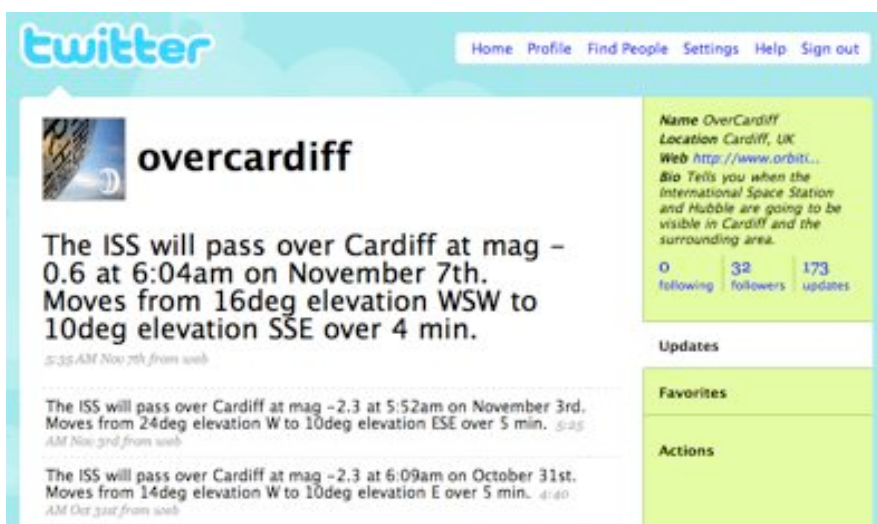 twitter
Home Profile Find People Settings Help Sign out
overcardiff
The ISS will pass over Cardiff at mag –
0.6 at 6:04am on November 7th.
Moves from 16deg elevation WSW to
10deg elevation SSE over 4 min.
5:35 AM Nov 7th from web
The ISS will pass over Cardiff at mag –2.3 at 5:52am on November 3rd.
Moves from 24deg elevation W to 10deg elevation ESE over 5 min. 5:25
AM Nov 3rd from web
The ISS will pass over Cardiff at mag –2.3 at 6:09am on October 31st.
Moves from 14deg elevation W to 10deg elevation E over 5 min. 4:40
AM Oct 31st from web
Name OverCardiff
Location Cardiff, UK
Web http://www.orbiti...
Bio Tells you when the
International Space Station
and Hubble are going to be
visible in Cardiff and the
surrounding area.
0 32 173
following followers updates
Updates
Favorites
Actions